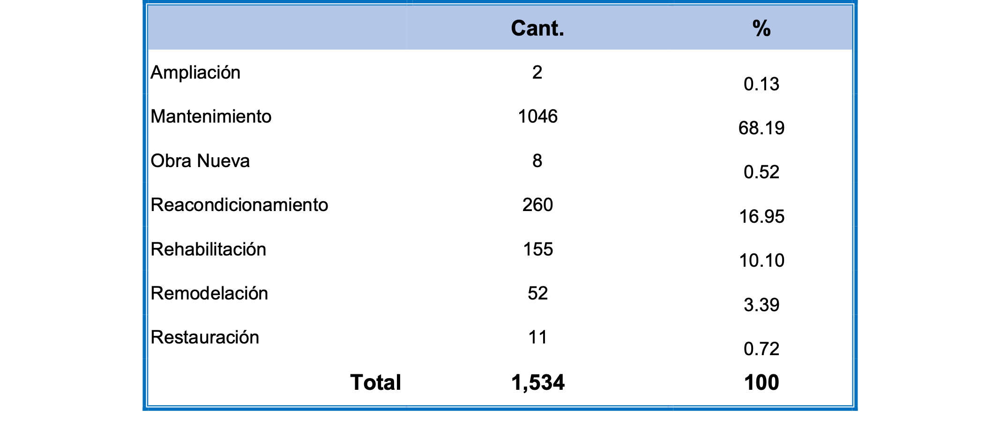 Cant. %
Ampliación 2 0.13
Mantenimiento 1046 68.19
Obra Nueva 8 0.52
Reacondicionamiento 260 16.95
Rehabilitación 155 10.10
Remodelación 52 3.39
Restauración 11 0.72
Total 1,534 100